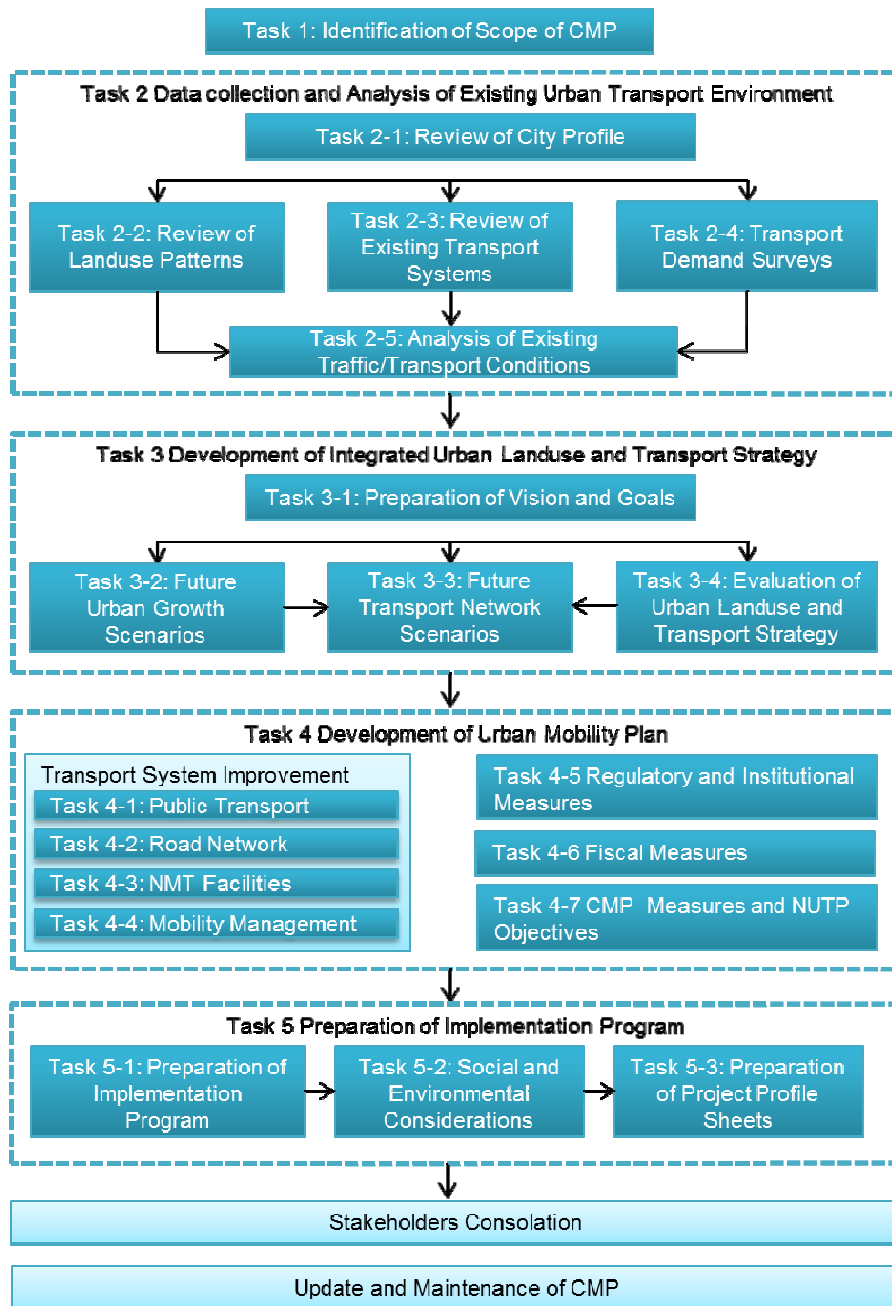 Task 1: Identification of Scope of CMP
Task 2 Data collection and Analysis of Existing Urban Transport Environment
Task 2-1: Review of City Profile
Task 2-2: Review of
Landuse Patterns
Task 2-3: Review of
Existing Transport
Systems
Task 2-4: Transport
Demand Surveys
Task 2-5: Analysis of Existing
Traffic/Transport Conditions
Task 3 Development of Integrated Urban Landuse and Transport Strategy
Task 3-1: Preparation of Vision and Goals
Task 3-2: Future
Urban Growth
Scenarios
Task 3-3: Future
Transport Network
Scenarios
Task 3-4: Evaluation of
Urban Landuse and
Transport Strategy
Task 4 Development of Urban Mobility Plan
Transport System Improvement
Task 4-1: Public Transport
Task 4-2: Road Network
Task 4-3: NMT Facilities
Task 4-4: Mobility Management
Task 4-5 Regulatory and Institutional
Measures
Task 4-6 Fiscal Measures
Task 4-7 CMP Measures and NUTP
Objectives
Task 5 Preparation of Implementation Program
Task 5-1: Preparation of
Implementation
Program
Task 5-2: Social and
Environmental
Considerations
Task 5-3: Preparation
of Project Profile
Sheets
Stakeholders Consolation
Update and Maintenance of CMP